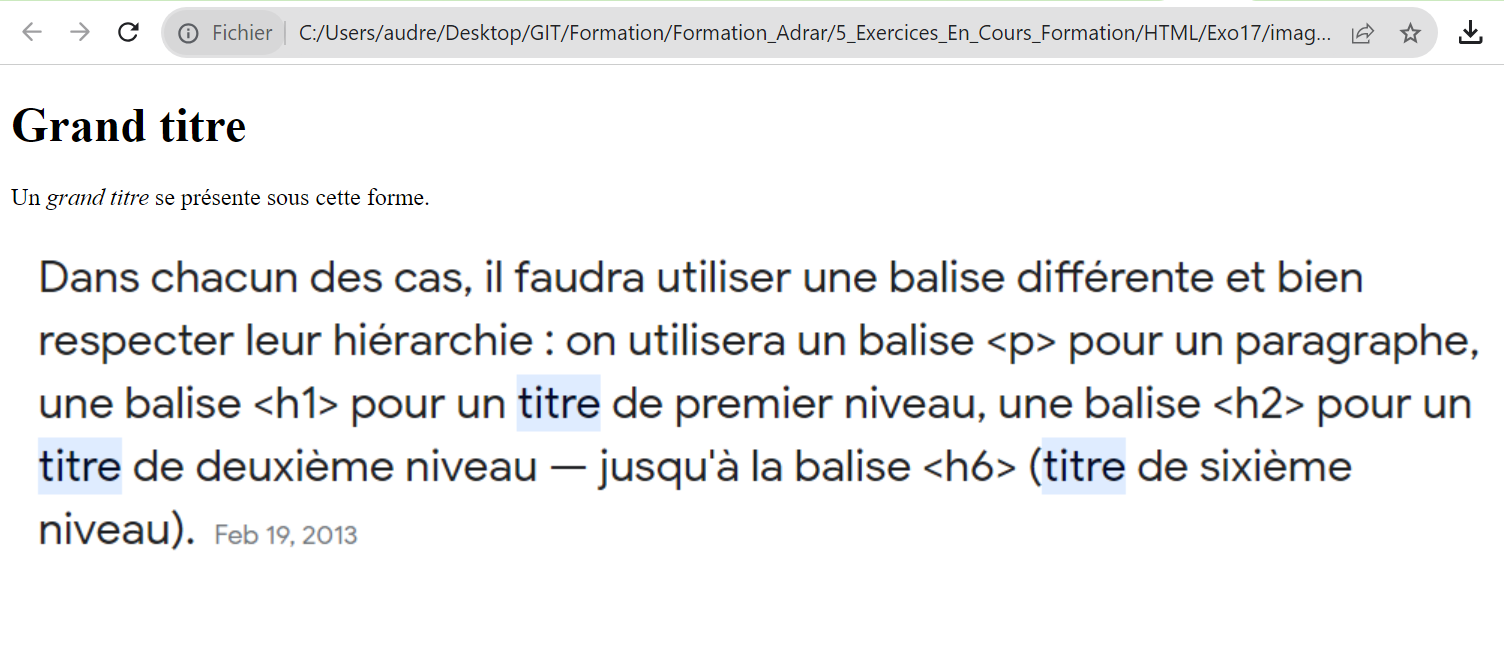 Fichier C:/Users/audre/Desktop/GIT/Formation/Formation_Adrar/5_Exercices_En_Cours_Formation/HTML/Exo17/imag...
Grand titre
Un grand titre se présente sous cette forme.
Dans chacun des cas, il faudra utiliser une balise différente et bien
respecter leur hiérarchie : on utilisera un balise <p> pour un paragraphe,
une balise <h1> pour un titre de premier niveau, une balise <h2> pour un
titre de deuxième niveau — jusqu'à la balise <h6> (titre de sixième
niveau). Feb 19, 2013